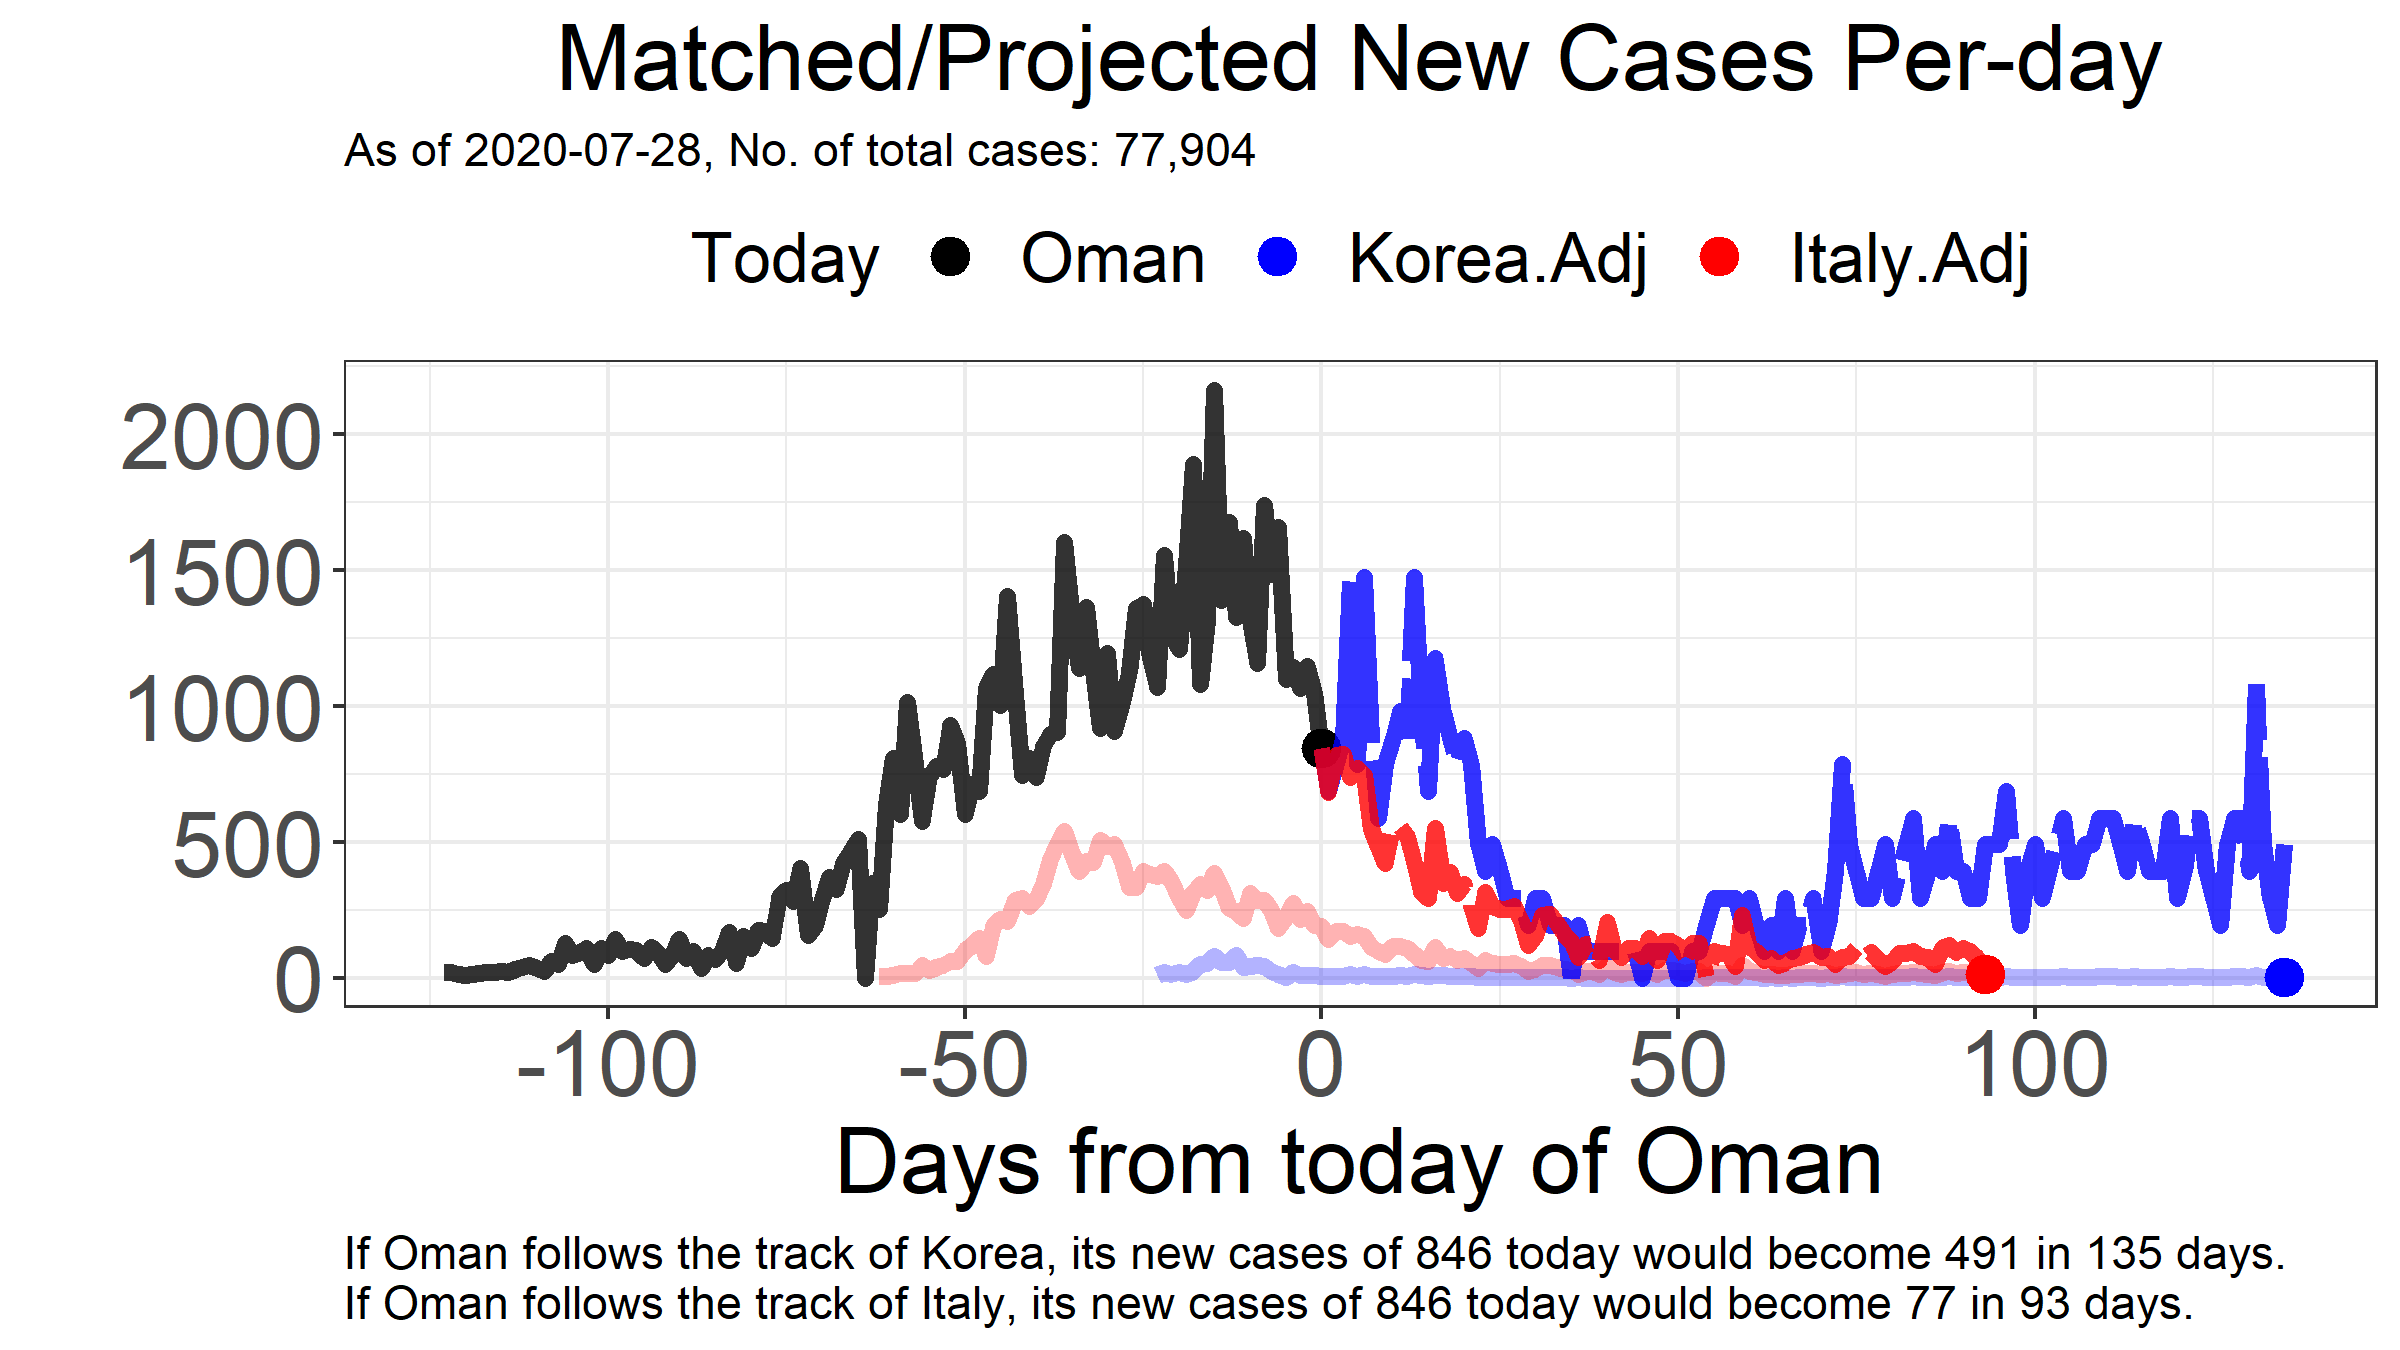 Matched/Projected New Cases Per-day
As of 2020-07-28, No. of total cases: 77,904
Today Oman Korea.Adj Italy.Adj
2000
1500
1000
500
0
-100 -50 0 50 100
Days from today of Oman
If Oman follows the track of Korea, its new cases of 846 today would become 491 in 135 days.
If Oman follows the track of Italy, its new cases of 846 today would become 77 in 93 days.